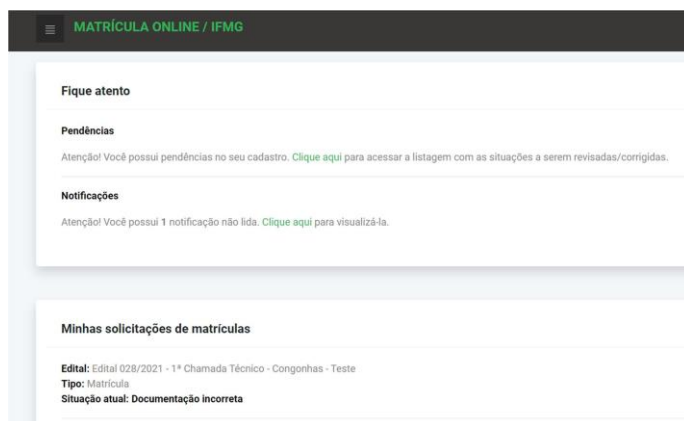 MATRÍCULA ONLINE / IFMG
Fique atento
Pendências
Atenção! Você possui pendências no seu cadastro. Clique aqui para acessar a listagem com as situações a serem revisadas/corrigidas.
Notificações
Atenção! Você possui 1 notificação não lida. Clique aqui para visualizá-la.
Minhas solicitações de matrículas
Edital: Edital 028/2021 - 1ª Chamada Técnico - Congonhas - Teste
Tipo: Matrícula
Situação atual: Documentação incorreta